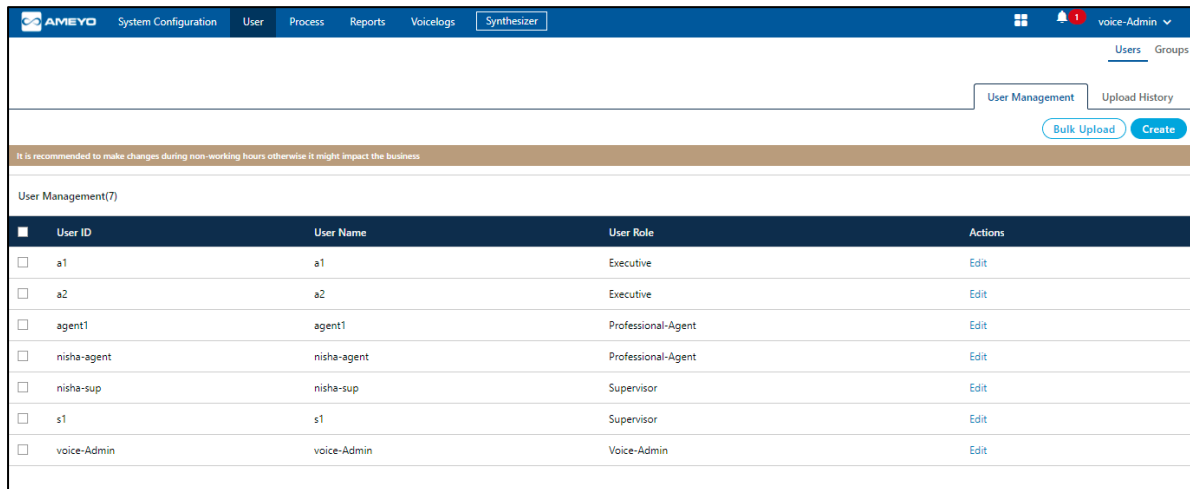 AMEYO System Configuration User Process Reports Voicelogs Synthesizer 1 voice-Admin
Users Groups
User Management Upload History
Bulk Upload Create
It is recommended to make changes during non-working hours otherwise it might impact the business
User Management(7)
User ID User Name User Role Actions
a1 a1 Executive Edit
a2 a2 Executive Edit
agent1 agent1 Professional-Agent Edit
nisha-agent nisha-agent Professional-Agent Edit
nisha-sup nisha-sup Supervisor Edit
s1 s1 Supervisor Edit
voice-Admin voice-Admin Voice-Admin Edit